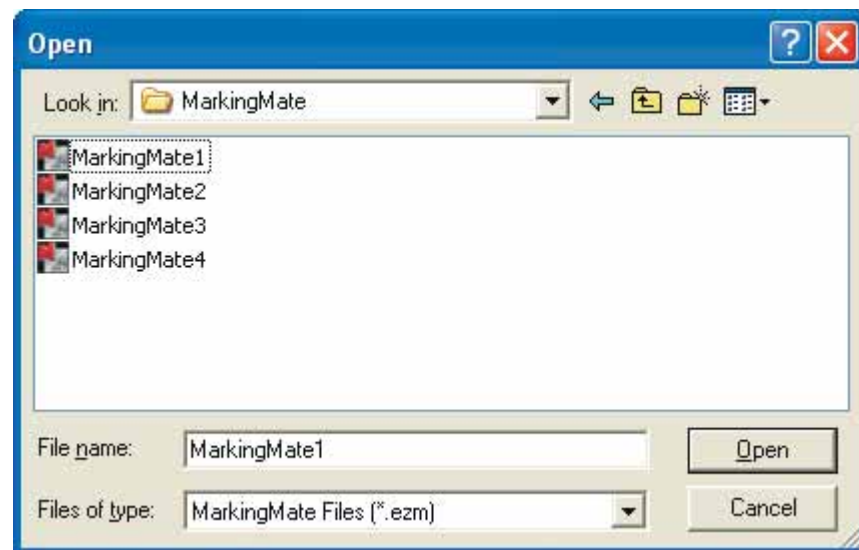 Open
Look in: MarkingMate
MarkingMate1
MarkingMate2
MarkingMate3
MarkingMate4
File name: MarkingMate1 Open
Files of type: MarkingMate Files (*.ezm) Cancel